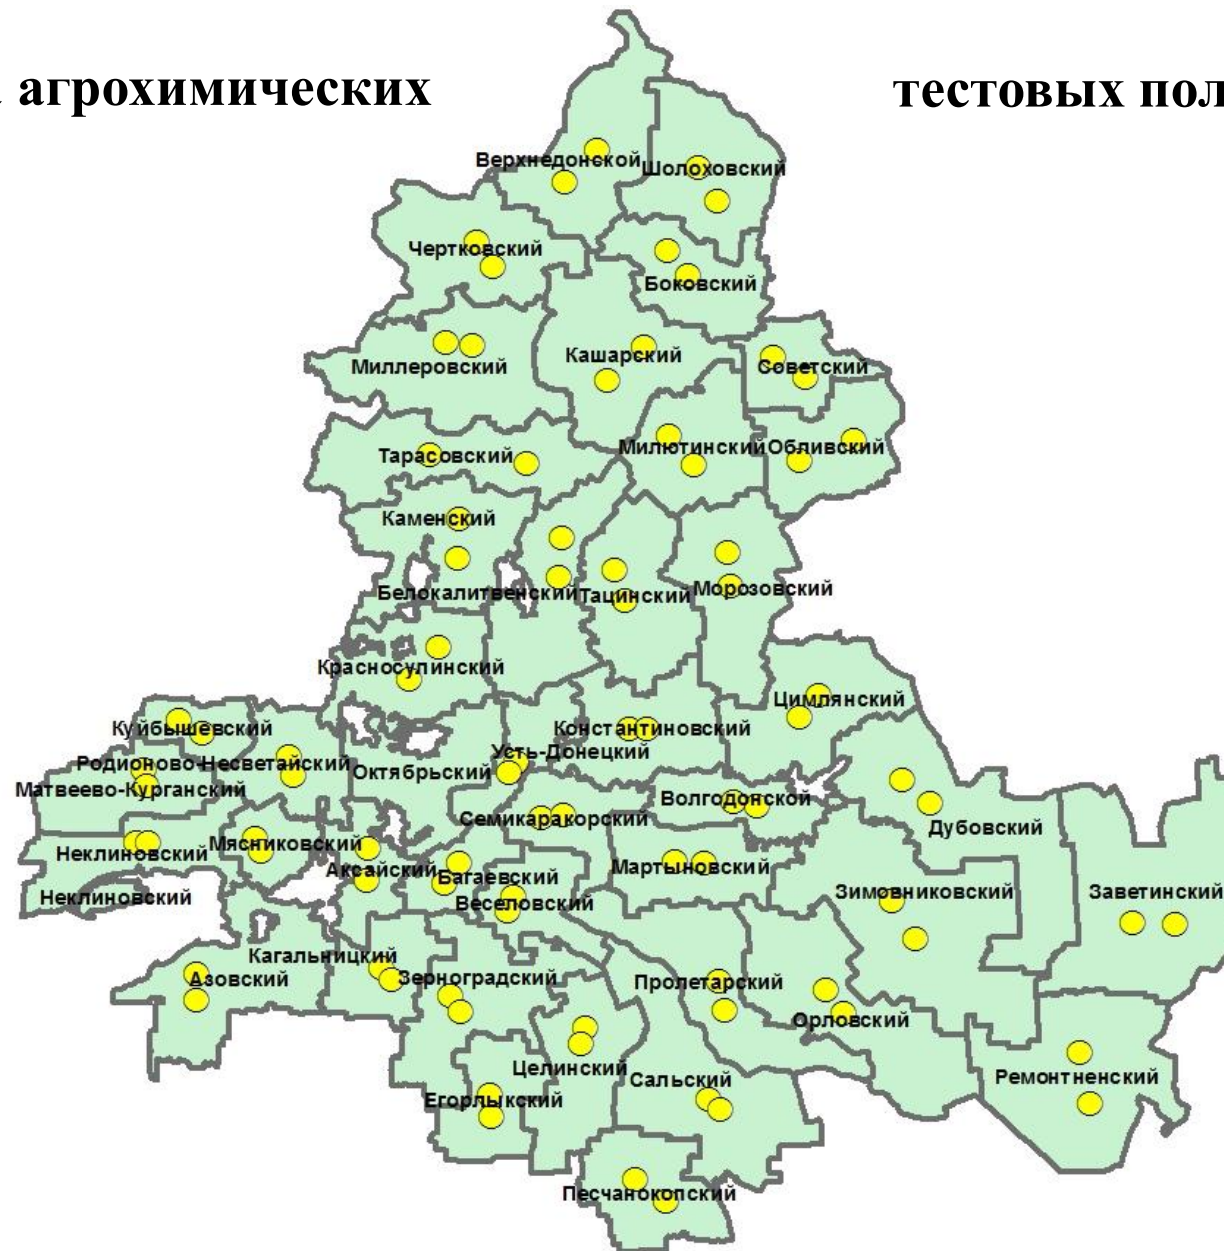 агрохимических тестовых
Верхнедонской
Шолоховский
Чертковский
Боковский
Миллеровский
Кашарский
Советский
Тарасовский
Милютинский
Обливский
Каменский
Белокалитвенский
Тацинский
Морозовский
Красносулинский
Цимлянский
Куйбышевский
Константиновский
Усть-Донецкий
Родионово-Несветайский
Октябрьский
Матвеево-Курганский
Волгодонской
Семикаракорский
Дубовский
Мясниковский
Неклиновский
Аксайский
Мартыновский
Багаевский
Зимовниковский
Заветинский
Неклиновский
Веселовский
Кагальницкий
Азовский
Зерноградский
Пролетарский
Орловский
Целинский
Сальский
Ремонтненский
Егорлыкский
Песчанокопский